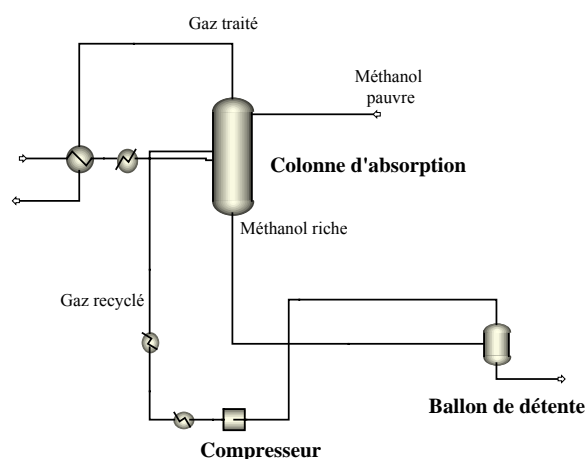 Gaz traité
Méthanol
pauvre
Colonne d'absorption
Méthanol riche
Gaz recyclé
Ballon de détente
Compresseur